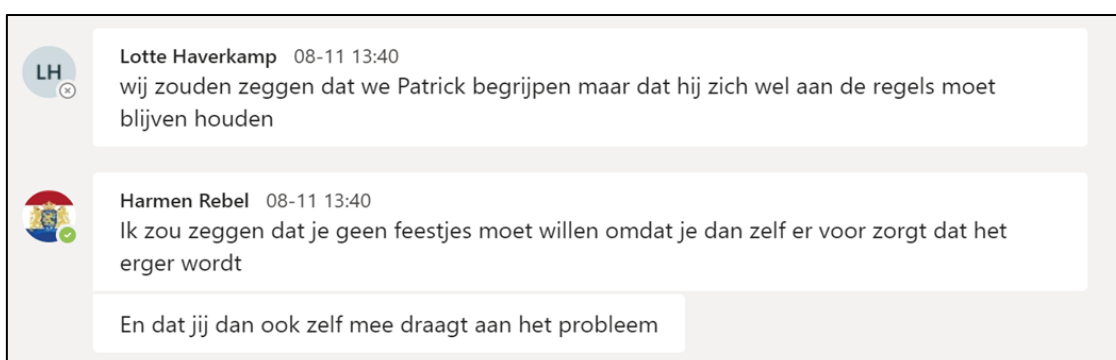 LH
Lotte Haverkamp 08-11 13:40
wij zouden zeggen dat we Patrick begrijpen maar dat hij zich wel aan de regels moet
blijven houden
Harmen Rebel 08-11 13:40
Ik zou zeggen dat je geen feestjes moet willen omdat je dan zelf er voor zorgt dat het
erger wordt
En dat jij dan ook zelf mee draagt aan het probleem